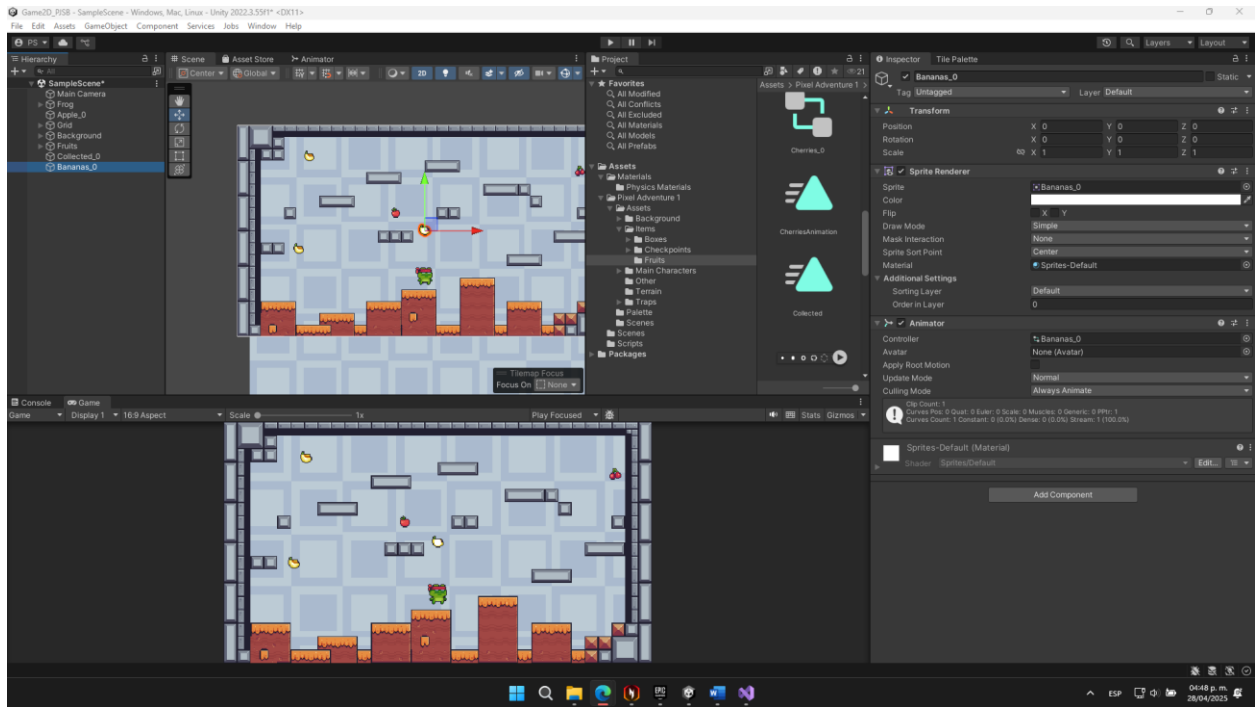 Game2D_PJSB - SampleScene - Windows, Mac, Linux - Unity 2022.3.55f1* <DX11>
File Edit Assets GameObject Component Services Jobs Window Help
PS
Layers
Layout
Hierarchy
All
SampleScene*
Main Camera
Frog
Apple_0
Grid
Background
Fruits
Collected_0
Bananas_0
Scene Asset Store Animator
Center Global 2D
Tilemap Focus
Focus On None
Project
21
Favorites
All Modified
All Conflicts
All Excluded
All Materials
All Models
All Prefabs
Assets
Materials
Physics Materials
Pixel Adventure 1
Assets
Background
Items
Boxes
Checkpoints
Fruits
Main Characters
Other
Terrain
Traps
Palette
Scenes
Scenes
Scripts
Packages
Assets > Pixel Adventure 1 >
Cherries_0
CherriesAnimation
Collected
Inspector Tile Palette
Bananas_0 Static
Tag Untagged Layer Default
Transform
Position X 0 Y 0 Z 0
Rotation X 0 Y 0 Z 0
Scale X 1 Y 1 Z 1
Sprite Renderer
Sprite Bananas_0
Color
Flip X Y
Draw Mode Simple
Mask Interaction None
Sprite Sort Point Center
Material Sprites-Default
Additional Settings
Sorting Layer Default
Order in Layer 0
Animator
Controller Bananas_0
Avatar None (Avatar)
Apply Root Motion
Update Mode Normal
Culling Mode Always Animate
Clip Count: 1
Curves Pos: 0 Quat: 0 Euler: 0 Scale: 0 Muscles: 0 Generic: 0 PPtr: 1
Curves Count: 1 Constant: 0 (0.0%) Dense: 0 (0.0%) Stream: 1 (100.0%)
Sprites-Default (Material)
Shader Sprites/Default Edit...
Add Component
Console Game
Game Display 1 16:9 Aspect Scale 1x Play Focused Stats Gizmos
EPIC
ESP
04:48 p. m.
28/04/2025